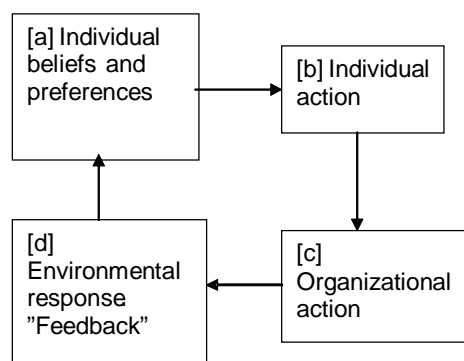 [a] Individual
beliefs and
preferences
[b] Individual
action
[c]
Organizational
action
[d]
Environmental
response
”Feedback”